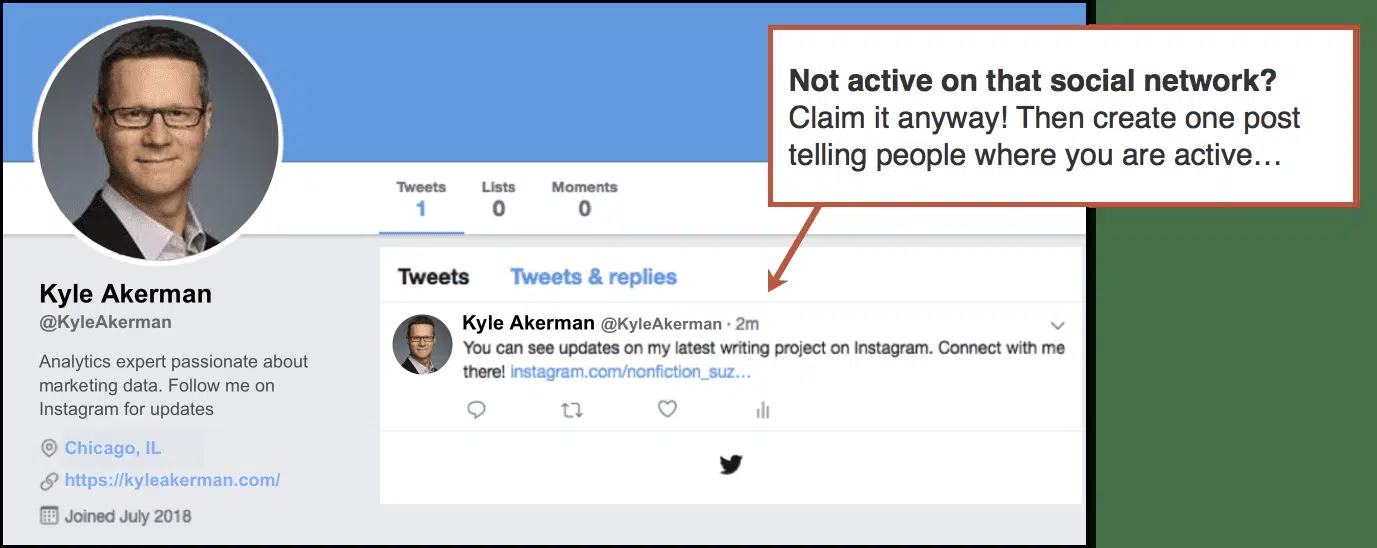 Not active on that social network?
Claim it anyway! Then create one post
telling people where you are active…
Tweets
1
Lists
0
Moments
0
Kyle Akerman
@KyleAkerman
Analytics expert passionate about
marketing data. Follow me on
Instagram for updates
Chicago, IL
https://kyleakerman.com/
Joined July 2018
Tweets Tweets & replies
Kyle Akerman @KyleAkerman · 2m
You can see updates on my latest writing project on Instagram. Connect with me
there! instagram.com/nonfiction_suz…